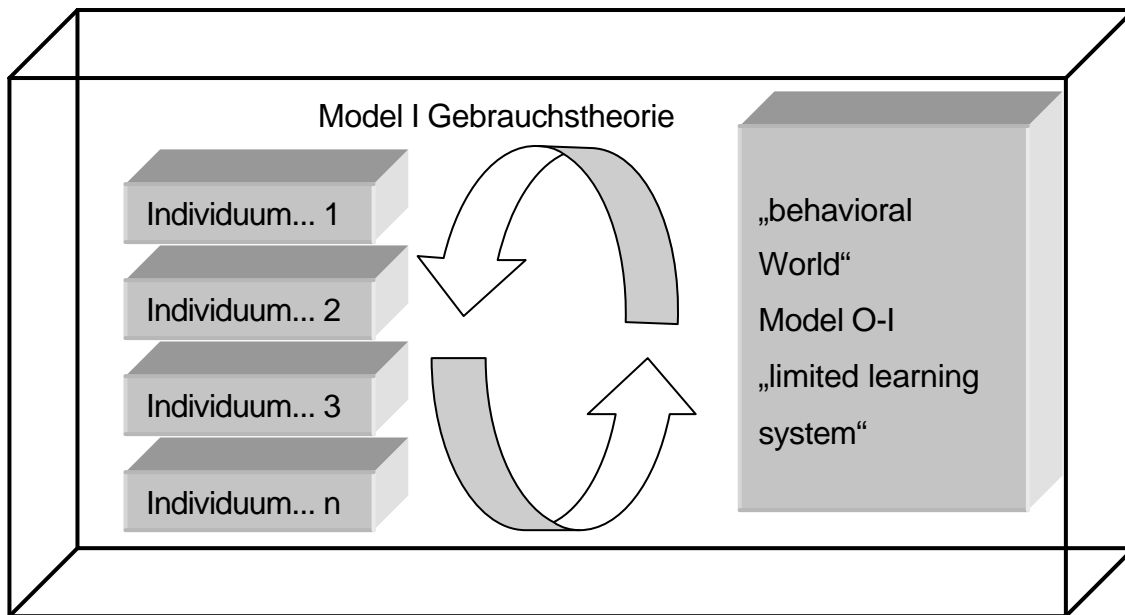 Model I Gebrauchstheorie
Individuum... 1
Individuum... 2
Individuum... 3
Individuum... n
„behavioral
World“
Model O-I
„limited learning
system“